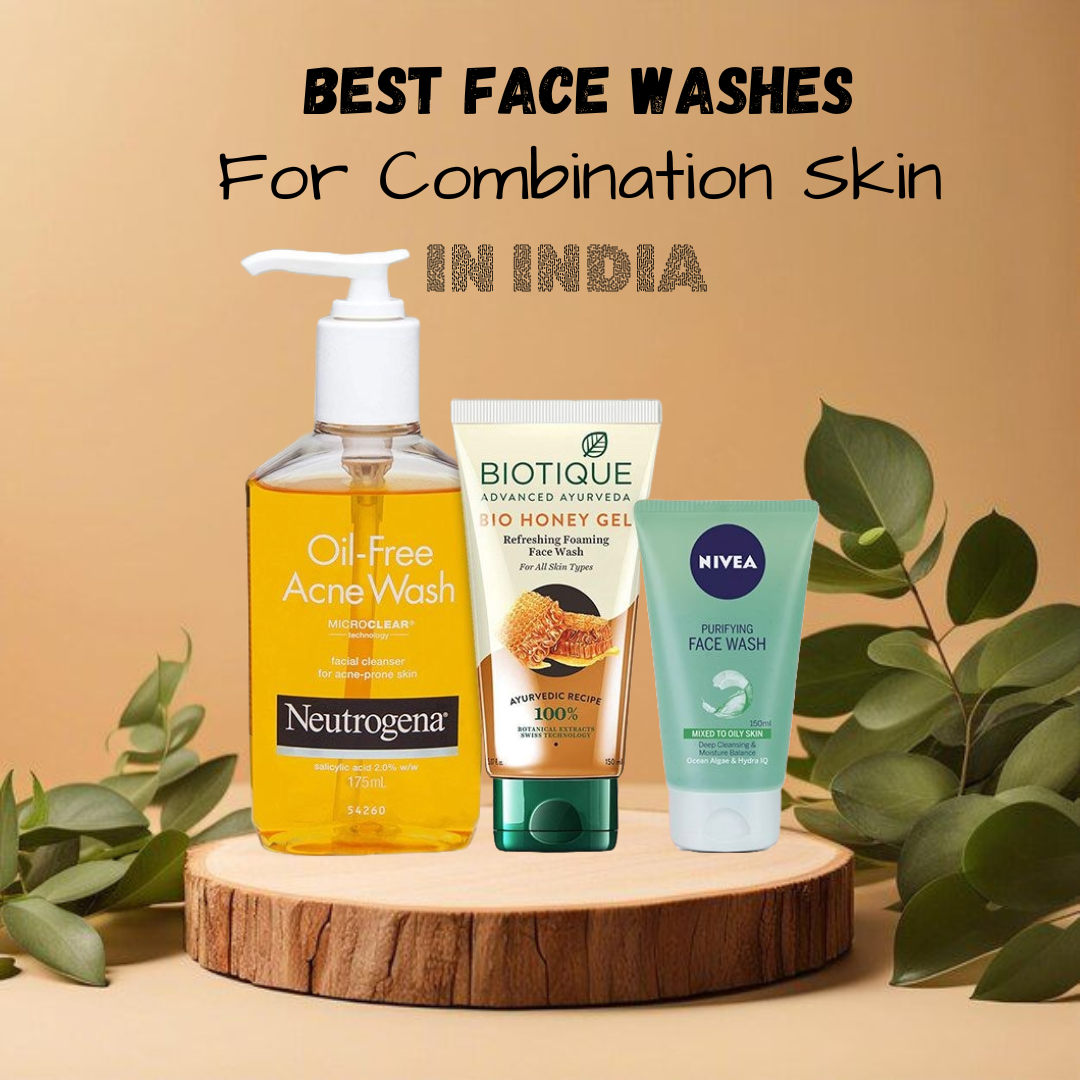 BEST FACE WASHES
For Combination Skin
IN INDIA
Oil-Free
Acne Wash
MICROCLEAR®
technology
facial cleanser
for acne-prone skin
Neutrogena®
salicylic acid 2.0% w/w
175mL
54260
BIOTIQUE
ADVANCED AYURVEDA
BIO HONEY GEL
Refreshing Foaming
Face Wash
For All Skin Types
AYURVEDIC RECIPE
100%
BOTANICAL EXTRACTS
SWISS TECHNOLOGY
150 ml
NIVEA
PURIFYING
FACE WASH
150ml
MIXED TO OILY SKIN
Deep Cleansing &
Moisture Balance
Ocean Algae & Hydra IQ